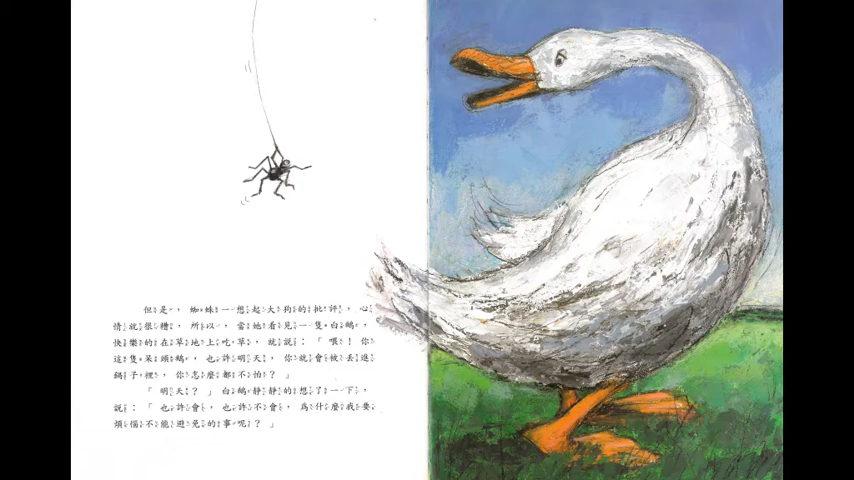 但是，蜘蛛一想起大狗的批評，心
情就很糟，所以，當她看見一隻白鵝，
快樂的在草地上吃草，就說：「喂！你
這隻呆頭鵝，也許明天，你就會被丟進
鍋子裡，你怎麼都不怕？」
「明天？」白鵝靜靜的想了一下，
說：「也許會，也許不會，為什麼我要
煩惱不能避免的事呢？」